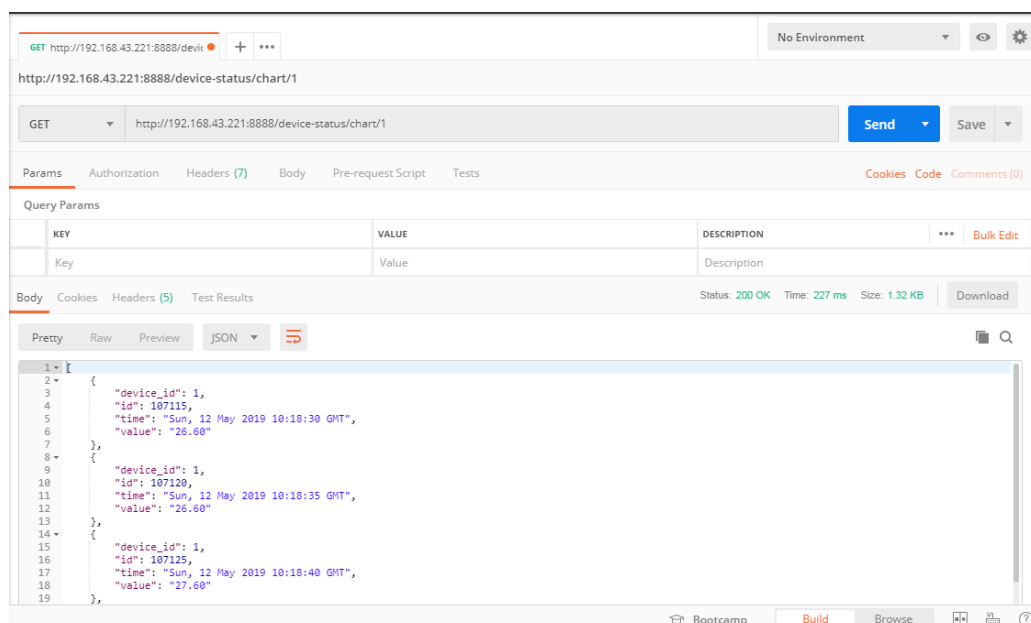 GET http://192.168.43.221:8888/devic
No Environment
http://192.168.43.221:8888/device-status/chart/1
GET http://192.168.43.221:8888/device-status/chart/1 Send Save
Params Authorization Headers (7) Body Pre-request Script Tests Cookies Code Comments (0)
Query Params
KEY VALUE DESCRIPTION ••• Bulk Edit
Key Value Description
Body Cookies Headers (5) Test Results Status: 200 OK Time: 227 ms Size: 1.32 KB Download
Pretty Raw Preview JSON
1 [
2 {
3 "device_id": 1,
4 "id": 107115,
5 "time": "Sun, 12 May 2019 10:18:30 GMT",
6 "value": "26.60"
7 },
8 {
9 "device_id": 1,
10 "id": 107120,
11 "time": "Sun, 12 May 2019 10:18:35 GMT",
12 "value": "26.60"
13 },
14 {
15 "device_id": 1,
16 "id": 107125,
17 "time": "Sun, 12 May 2019 10:18:40 GMT",
18 "value": "27.60"
19 },
Bootcamp Build Browse